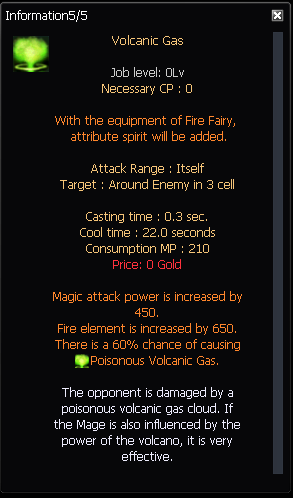 Information5/5
Volcanic Gas
Job level: 0Lv
Necessary CP : 0
With the equipment of Fire Fairy,
attribute spirit will be added.
Attack Range : Itself
Target : Around Enemy in 3 cell
Casting time : 0.3 sec.
Cool time : 22.0 seconds
Consumption MP : 210
Price: 0 Gold
Magic attack power is increased by
450.
Fire element is increased by 650.
There is a 60% chance of causing
Poisonous Volcanic Gas.
The opponent is damaged by a
poisonous volcanic gas cloud. If
the Mage is also influenced by the
power of the volcano, it is very
effective.